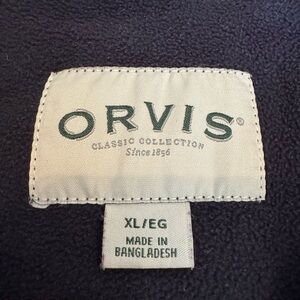 ORVIS®
CLASSIC COLLECTION
Since 1856
XL/EG
MADE IN
BANGLADESH